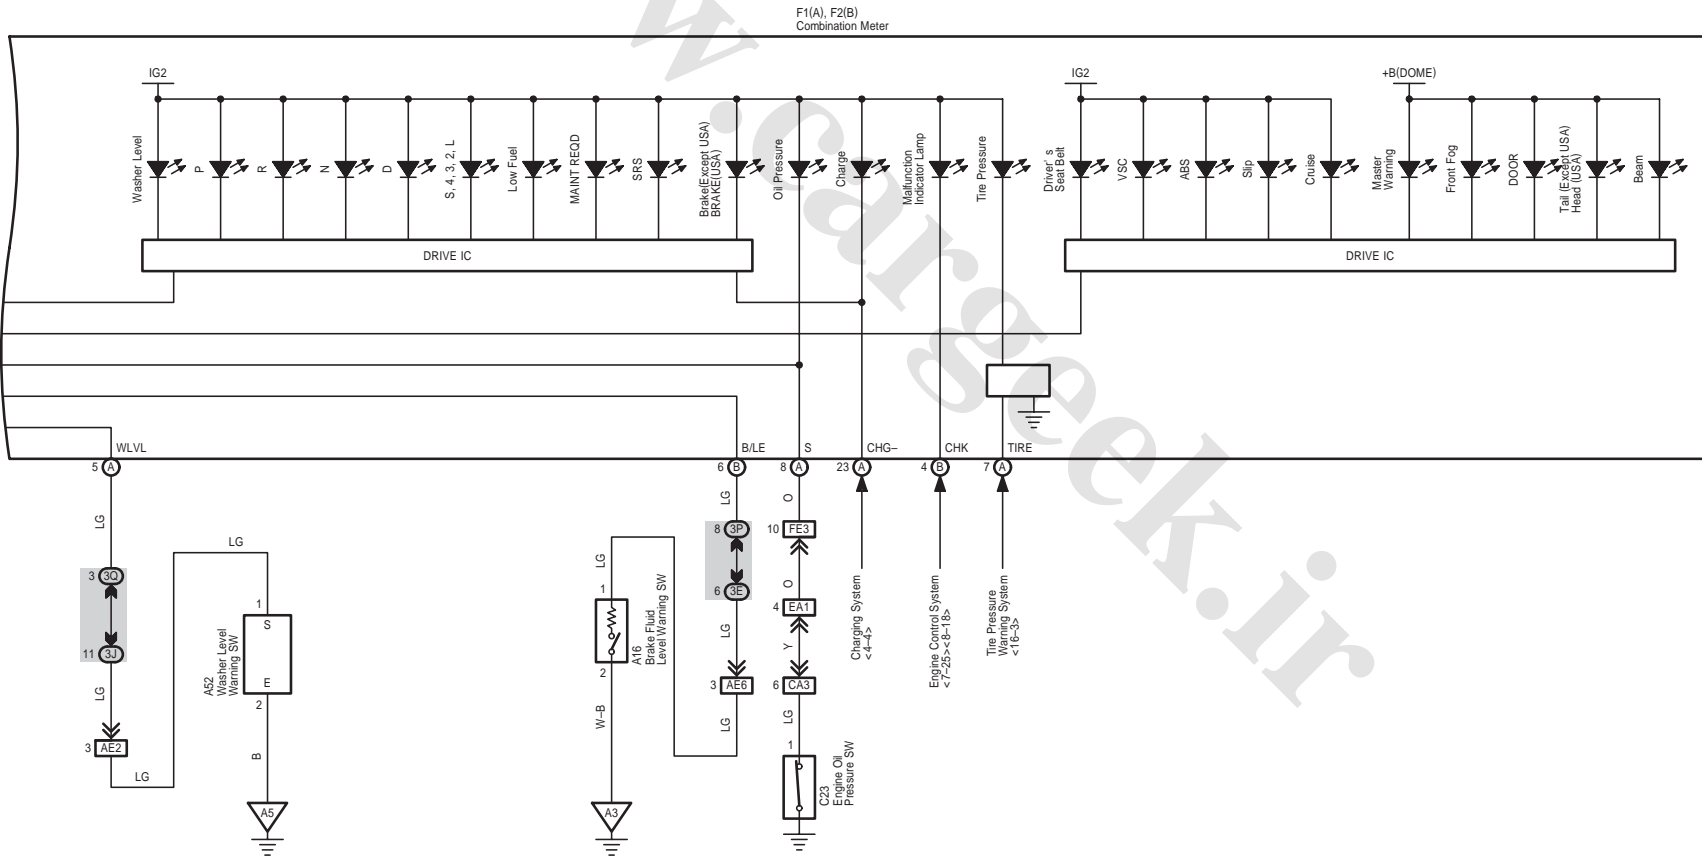 F1(A), F2(B)
Combination Meter
IG2
IG2
+B(DOME)
Washer Level
P
R
N
D
S, 4, 3, 2, L
Low Fuel
MAINT REQD
SRS
Brake(Except USA)
BRAKE(USA)
Oil Pressure
Charge
Malfunction
Indicator Lamp
Tire Pressure
Driver's
Seat Belt
VSC
ABS
Slip
Cruise
Master
Warning
Front Fog
DOOR
Tail (Except USA)
Head (USA)
Beam
DRIVE IC
DRIVE IC
WLVL
B/LE
S
CHG–
CHK
TIRE
5 A
6 B
8 A
23 A
4 B
7 A
LG
LG
O
8 3P
10 FE3
LG
LG
3 3Q
O
6 3E
1
1
4 EA1
S
A16
Brake Fluid
Level Warning SW
LG
Y
Charging System
<4–4>
Engine Control System
<7–25><8–18>
Tire Pressure
Warning System
<16–3>
11 3J
A52
Washer Level
Warning SW
E
2
2
LG
3 AE6
6 CA3
W–B
LG
LG
3 AE2
B
LG
1
C23
Engine Oil
Pressure SW
A5
A3
w.cargeek.ir